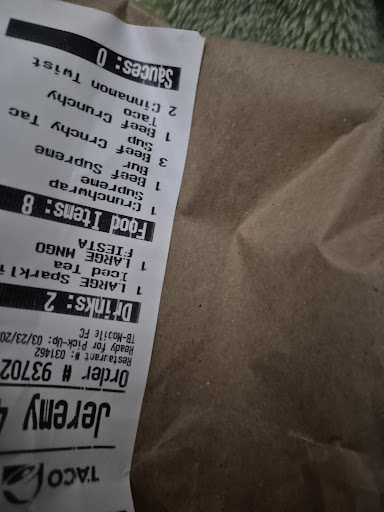 TACO
Jeremy
Order # 93702
Restaurant #: 031462
Ready for Pick-Up: 03/23/20
TB-Mobile FC
Drinks: 2
1 LARGE Sparkli
Iced Tea
1 LARGE MNGO
FIESTA
Food Items: 8
1 Crunchwrap
Supreme
1 Beef Supreme
Bur
3 Beef Crnchy Tac
Sup
1 Beef Crunchy
Taco
2 Cinnamon Twist
Sauces: 0